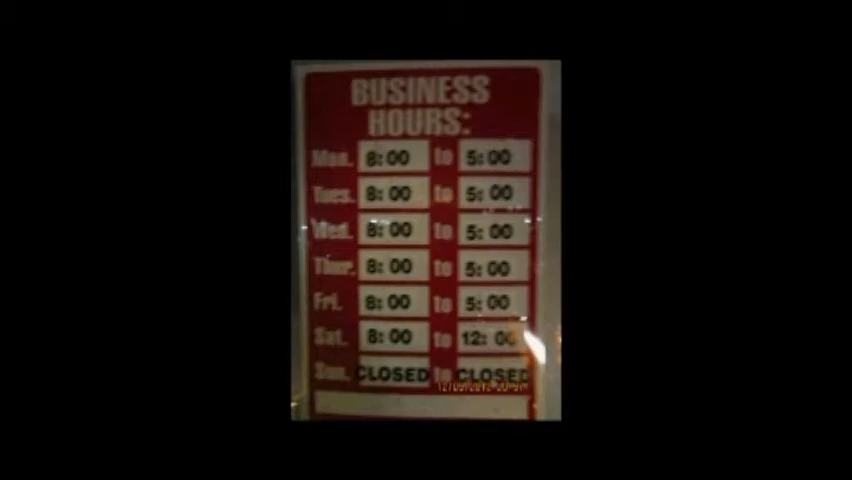 BUSINESS
HOURS:
Mon. 8:00 to 5:00
Tues. 8:00 to 5:00
Wed. 8:00 to 5:00
Thur. 8:00 to 5:00
Fri. 8:00 to 5:00
Sat. 8:00 to 12:00
Sun. CLOSED to CLOSED